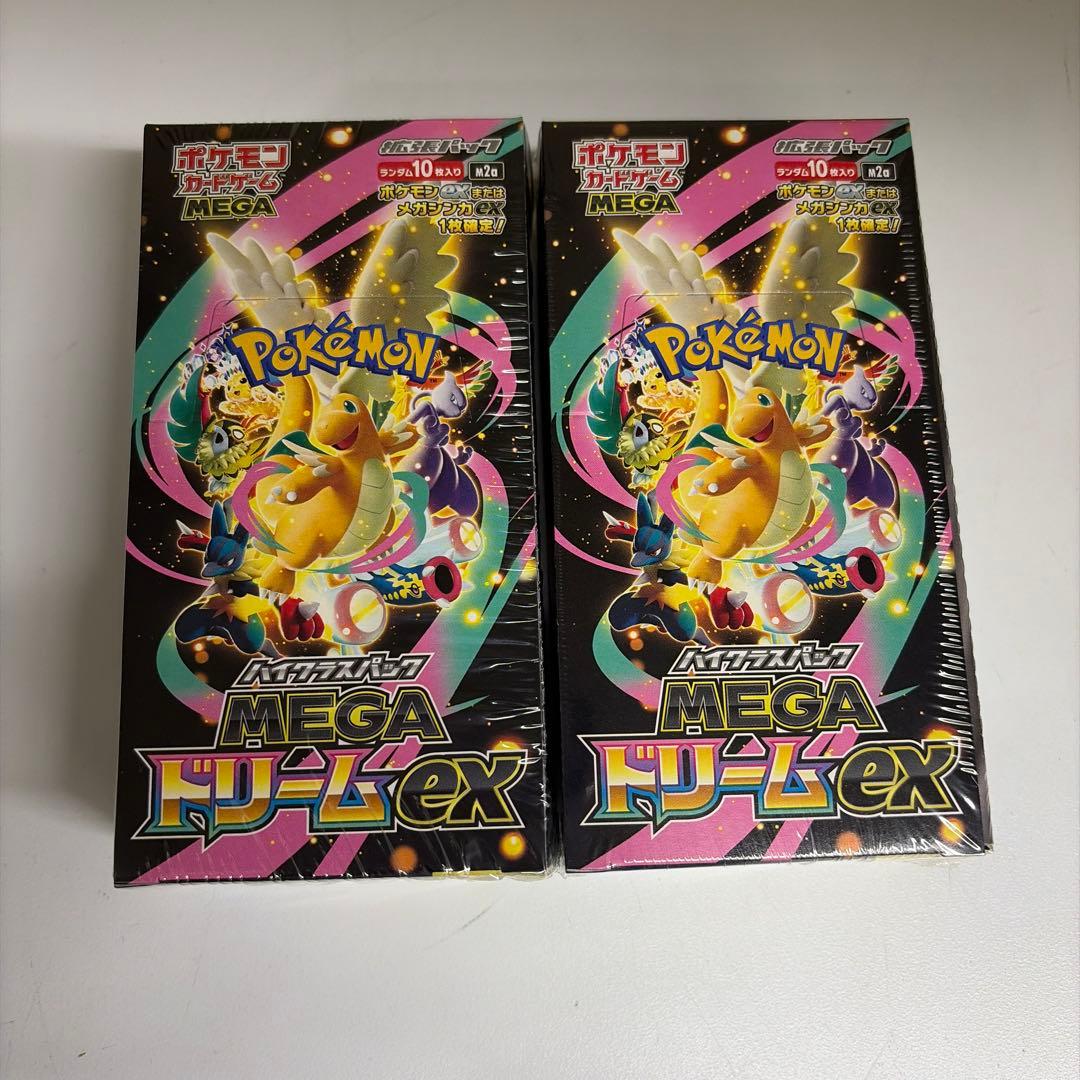 ポケモン
カードゲーム
MEGA
拡張パック
ランダム10枚入り M2a
ポケモンexまたは
メガシンカex
1枚確定!
POKéMON
TM
ハイクラスパック
MEGA
ドリームex
ポケモン
カードゲーム
MEGA
拡張パック
ランダム10枚入り M2a
ポケモンexまたは
メガシンカex
1枚確定!
POKéMON
ハイクラスパック
MEGA
ドリームex